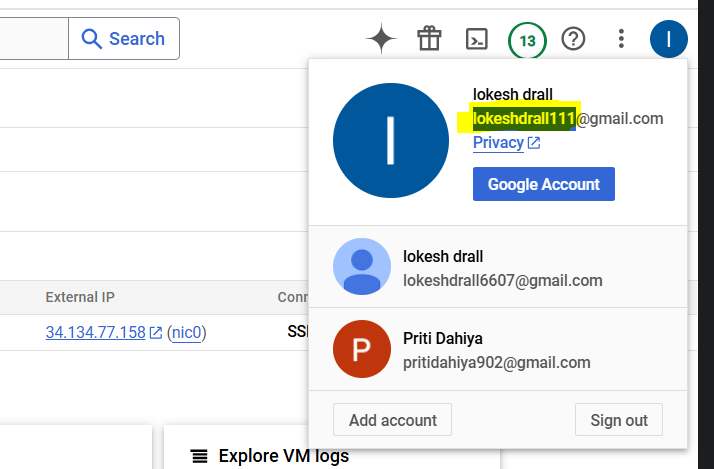 Search
13
l
lokesh drall
lokeshdrall111@gmail.com
Privacy
Google Account
l
lokesh drall
lokeshdrall6607@gmail.com
External IP
Conn
34.134.77.158 (nic0)
SS
P
Priti Dahiya
pritidahiya902@gmail.com
Add account
Sign out
Explore VM logs